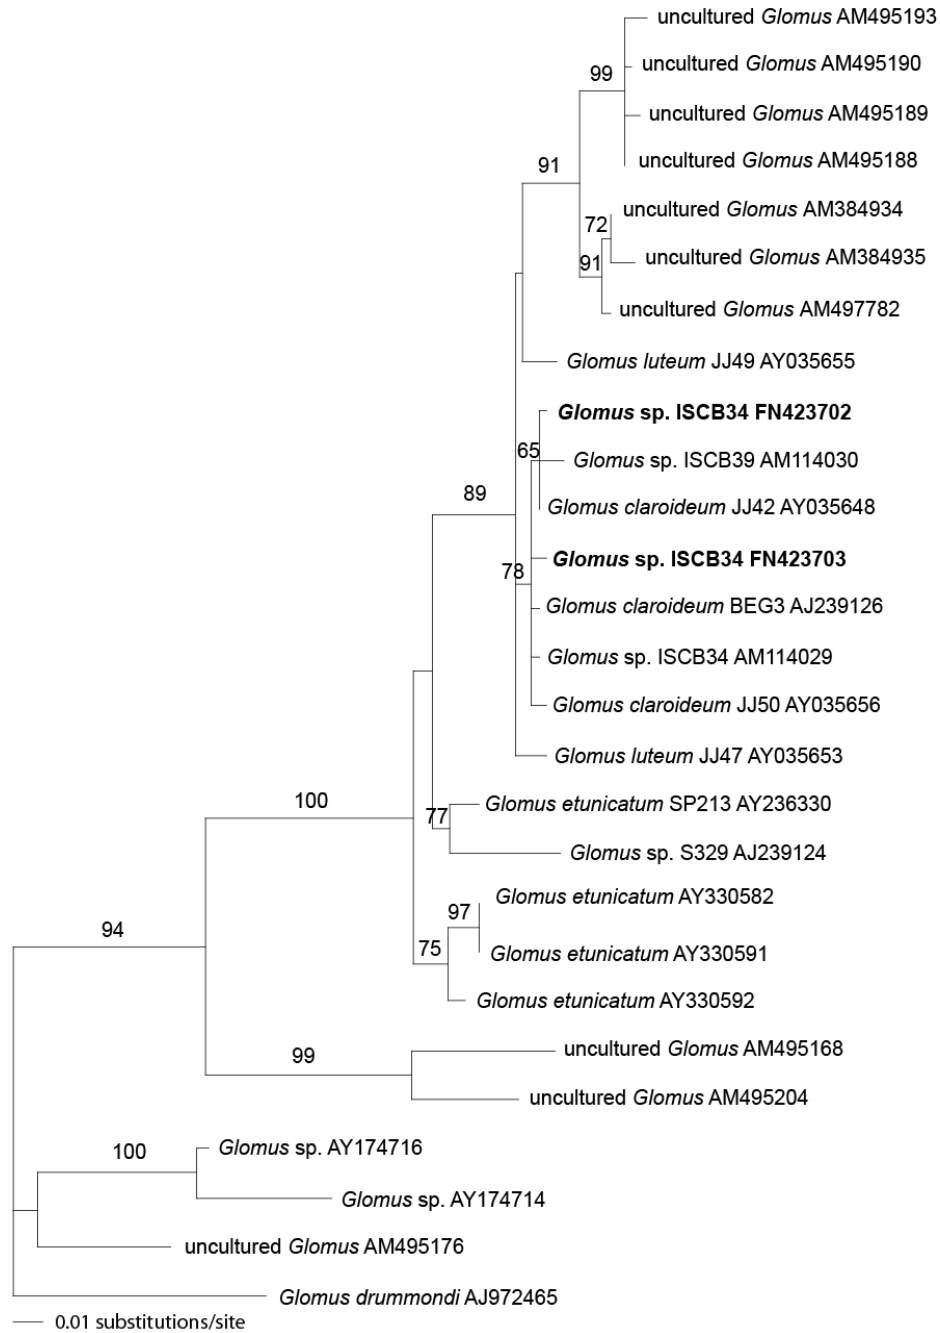 uncultured Glomus AM495193
uncultured Glomus AM495190
99
uncultured Glomus AM495189
uncultured Glomus AM495188
91
uncultured Glomus AM384934
72
uncultured Glomus AM384935
91
uncultured Glomus AM497782
Glomus luteum JJ49 AY035655
Glomus sp. ISCB34 FN423702
65
Glomus sp. ISCB39 AM114030
89
Glomus claroideum JJ42 AY035648
Glomus sp. ISCB34 FN423703
78
Glomus claroideum BEG3 AJ239126
Glomus sp. ISCB34 AM114029
Glomus claroideum JJ50 AY035656
Glomus luteum JJ47 AY035653
100
Glomus etunicatum SP213 AY236330
77
Glomus sp. S329 AJ239124
Glomus etunicatum AY330582
97
94
75
Glomus etunicatum AY330591
Glomus etunicatum AY330592
99
uncultured Glomus AM495168
uncultured Glomus AM495204
100
Glomus sp. AY174716
Glomus sp. AY174714
uncultured Glomus AM495176
Glomus drummondi AJ972465
0.01 substitutions/site